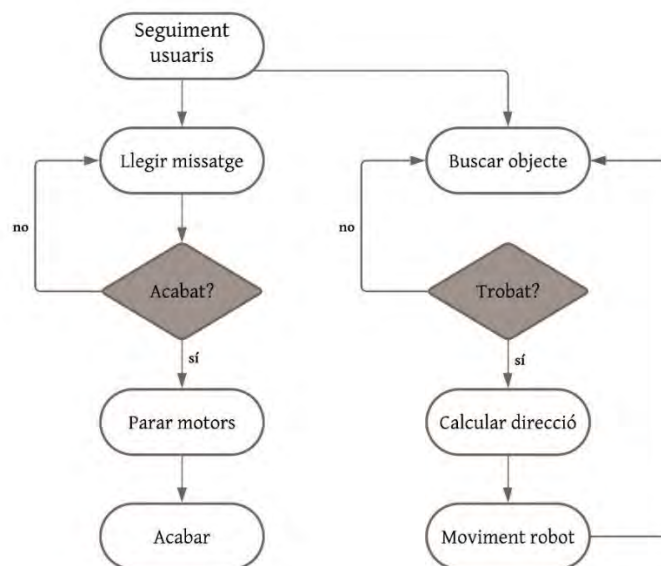 Seguiment
usuaris
Llegir missatge
Buscar objecte
no
no
Acabat?
Trobat?
sí
sí
Parar motors
Calcular direcció
Acabar
Moviment robot